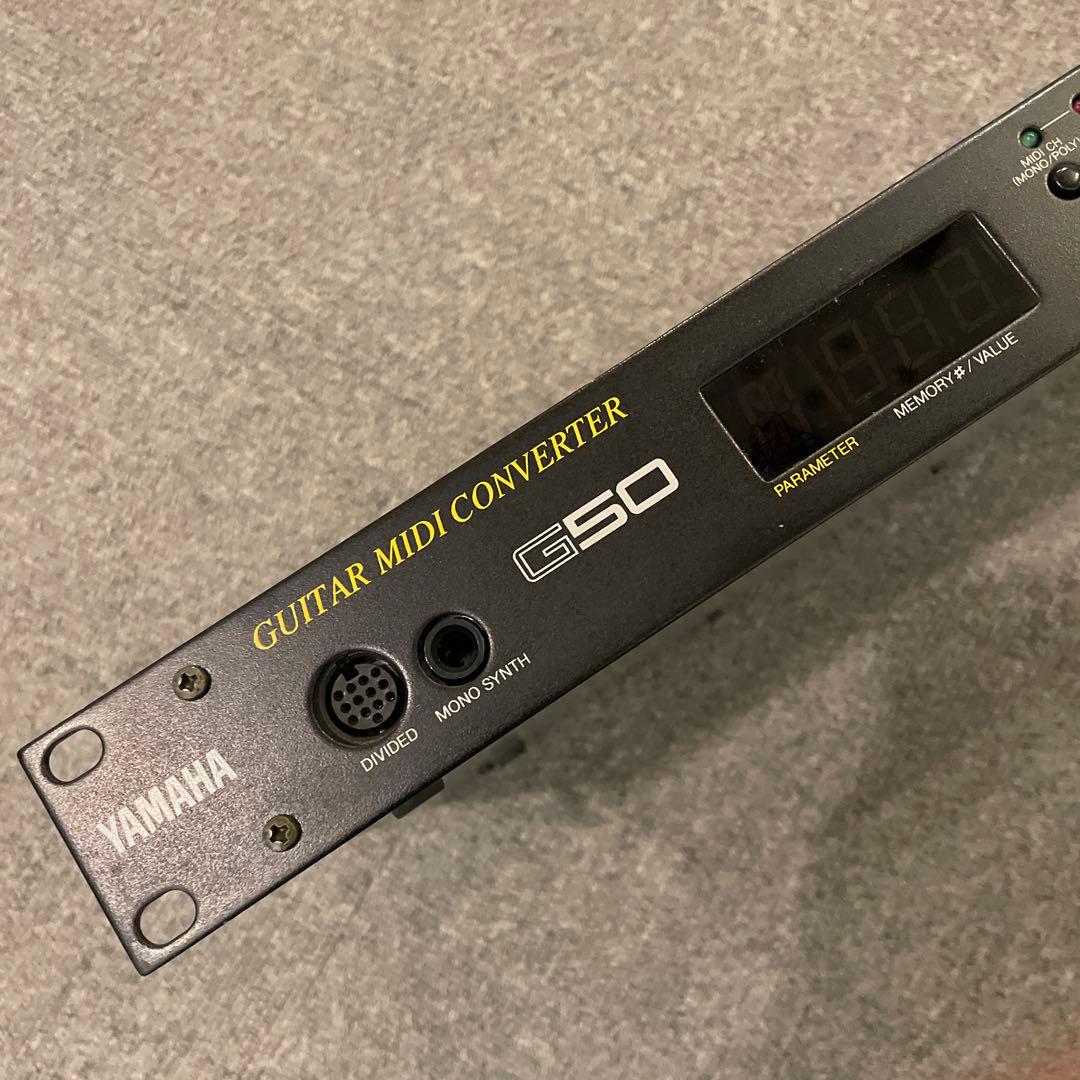 MIDI CH
(MONO/POLY)
MEMORY♯/VALUE
PARAMETER
GUITAR MIDI CONVERTER
G50
MONO SYNTH
DIVIDED
YAMAHA